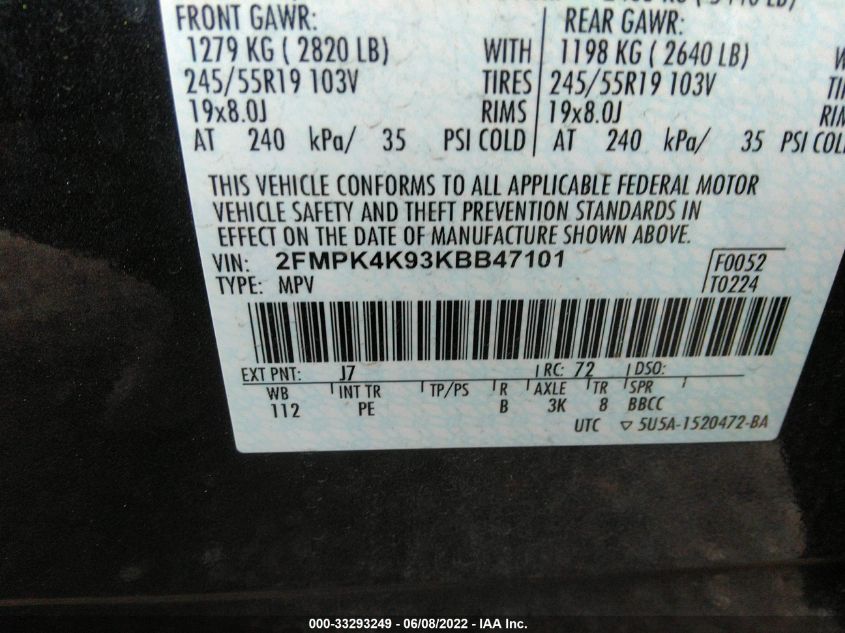 FRONT GAWR: REAR GAWR:
1279 KG ( 2820 LB) WITH 1198 KG ( 2640 LB)
245/55R19 103V TIRES 245/55R19 103V
19x8.0J RIMS 19x8.0J
AT 240 kPa/ 35 PSI COLD AT 240 kPa/ 35 PSI
THIS VEHICLE CONFORMS TO ALL APPLICABLE FEDERAL MOTOR
VEHICLE SAFETY AND THEFT PREVENTION STANDARDS IN
EFFECT ON THE DATE OF MANUFACTURE SHOWN ABOVE.
VIN: 2FMPK4K93KBB47101 F0052
TYPE: MPV T0224
EXT PNT: J7 RC: 72 DSO:
WB INT TR TP/PS R AXLE TR SPR
112 PE B 3K 8 BBCC
UTC ▽ 5U5A-1520472-BA
000-33293249 - 06/08/2022 - IAA Inc.